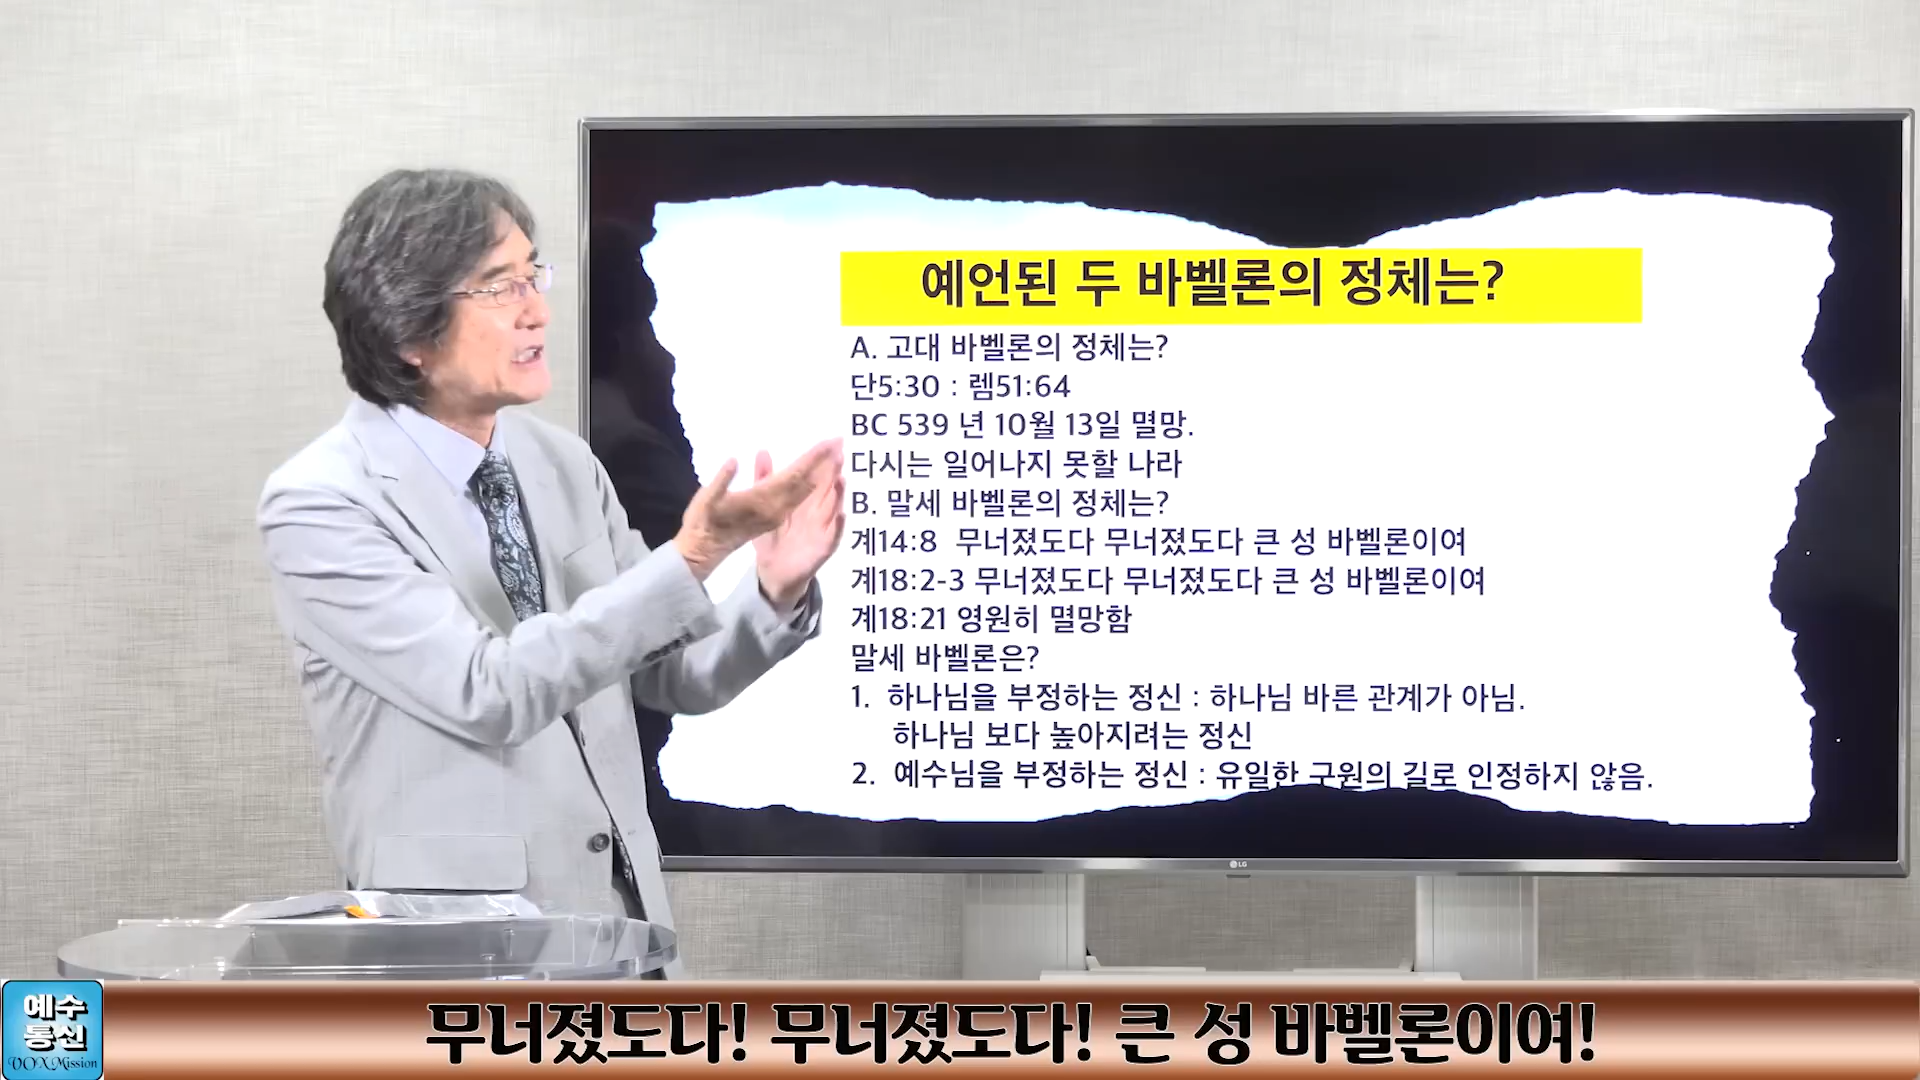 예언된 두 바벨론의 정체는?
A. 고대 바벨론의 정체는?
단5:30 : 렘51:64
BC 539 년 10월 13일 멸망.
다시는 일어나지 못할 나라
B. 말세 바벨론의 정체는?
계14:8 무너졌도다 무너졌도다 큰 성 바벨론이여
계18:2-3 무너졌도다 무너졌도다 큰 성 바벨론이여
계18:21 영원히 멸망함
말세 바벨론은?
1. 하나님을 부정하는 정신 : 하나님 바른 관계가 아님.
하나님 보다 높아지려는 정신
2. 예수님을 부정하는 정신 : 유일한 구원의 길로 인정하지 않음.
LG
예수
통신
VOX Mission
무너졌도다! 무너졌도다! 큰 성 바벨론이여!